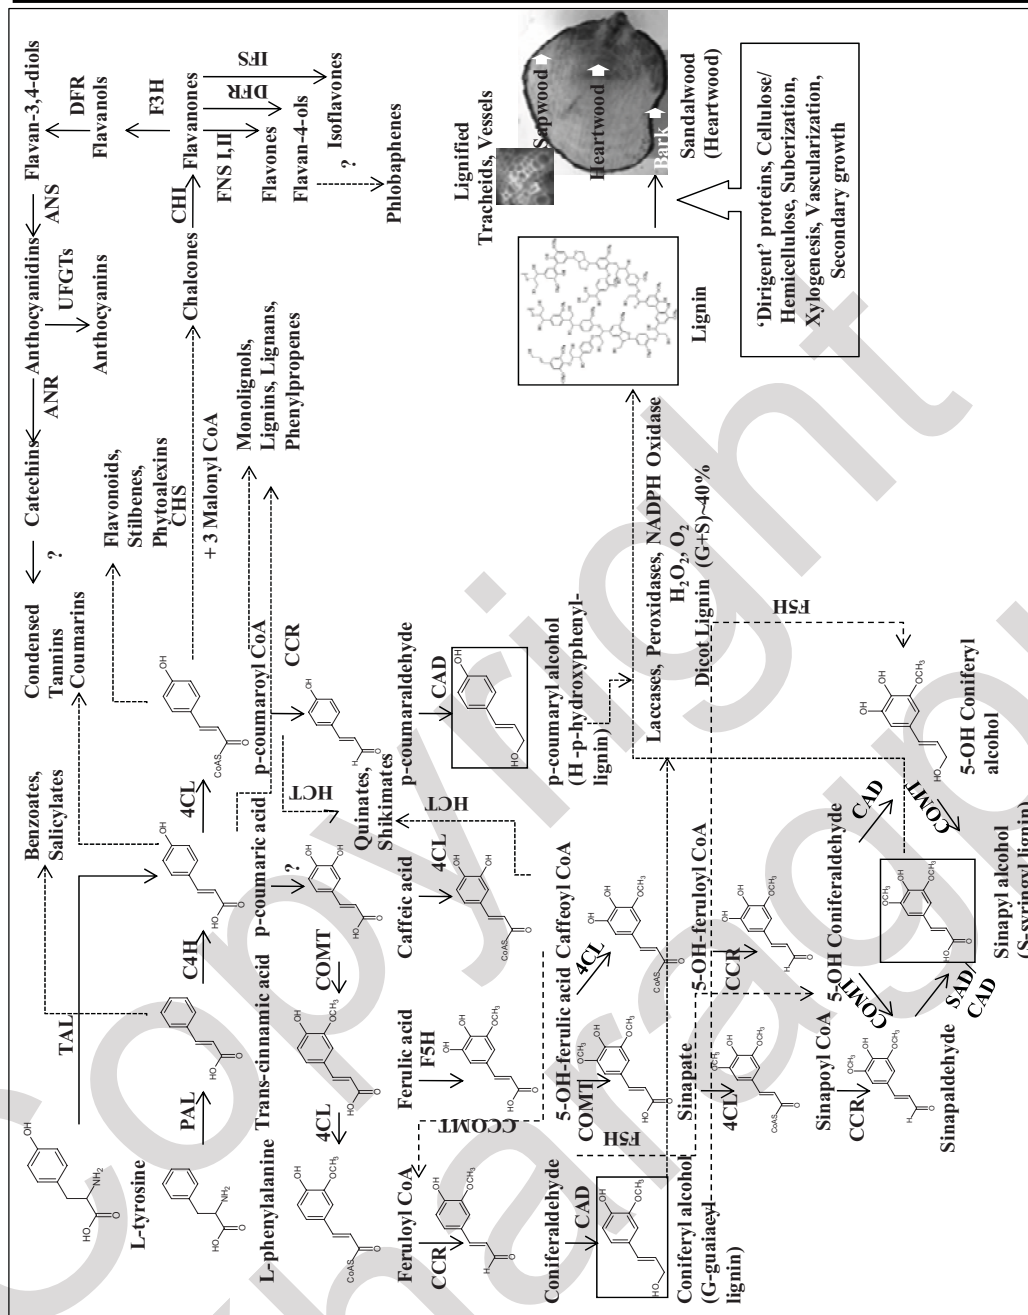 L-tyrosine
TAL
L-phenylalanine
PAL
Trans-cinnamic acid
C4H
Benzoates,
Salicylates
p-coumaric acid
4CL
p-coumaroyl CoA
Condensed
Tannins
Coumarins
?
Catechins
ANR
Anthocyanidins
UFGTs
Anthocyanins
ANS
Flavan-3,4-diols
DFR
Flavanols
F3H
Flavanones
IFS
Isoflavones
DFR
Flavan-4-ols
FNS I,II
Flavones
?
Phlobaphenes
CHI
Chalcones
Flavonoids,
Stilbenes,
Phytoalexins
CHS
+ 3 Malonyl CoA
Monolignols,
Lignins, Lignans,
Phenylpropenes
CCR
p-coumaraldehyde
CAD
p-coumaryl alcohol
(H -p-hydroxyphenyl-
lignin)
?
HCT
Quinates,
Shikimates
HCT
Caffeic acid
4CL
Caffeoyl CoA
COMT
Ferulic acid
4CL
Feruloyl CoA
F5H
5-OH-ferulic acid
CCOMT
CCR
Coniferaldehyde
CAD
Coniferyl alcohol
(G-guaiacyl
lignin)
F5H
4CL
5-OH-feruloyl CoA
COMT
Sinapate
4CL
Sinapoyl CoA
CCR
Sinapaldehyde
CCR
5-OH Coniferaldehyde
COMT
CAD
5-OH Coniferyl
alcohol
COMT
SAD/
CAD
Sinapyl alcohol
(S-syringyl lignin)
F5H
Laccases, Peroxidases, NADPH Oxidase
H2O2, O2
Dicot Lignin (G+S)~40%
Lignin
Lignified
Tracheids, Vessels
Sapwood
Heartwood
Bark
Sandalwood
(Heartwood)
‘Dirigent’ proteins, Cellulose/
Hemicellulose, Suberization,
Xylogenesis, Vascularization,
Secondary growth
Copyright